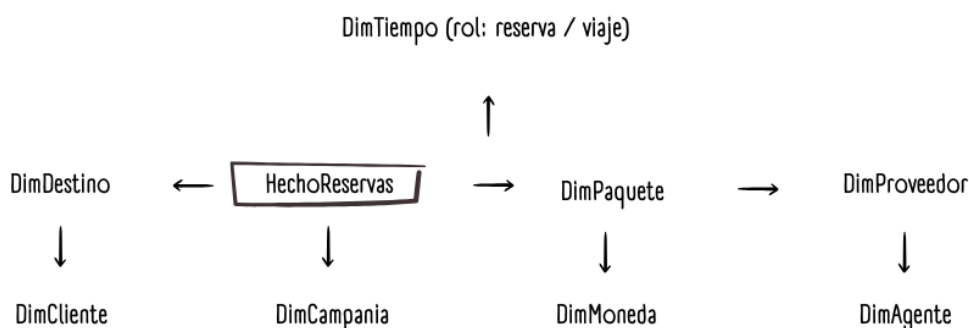 DimTiempo (rol: reserva / viaje)
DimDestino HechoReservas DimPaquete DimProveedor
DimCliente DimCampania DimMoneda DimAgente